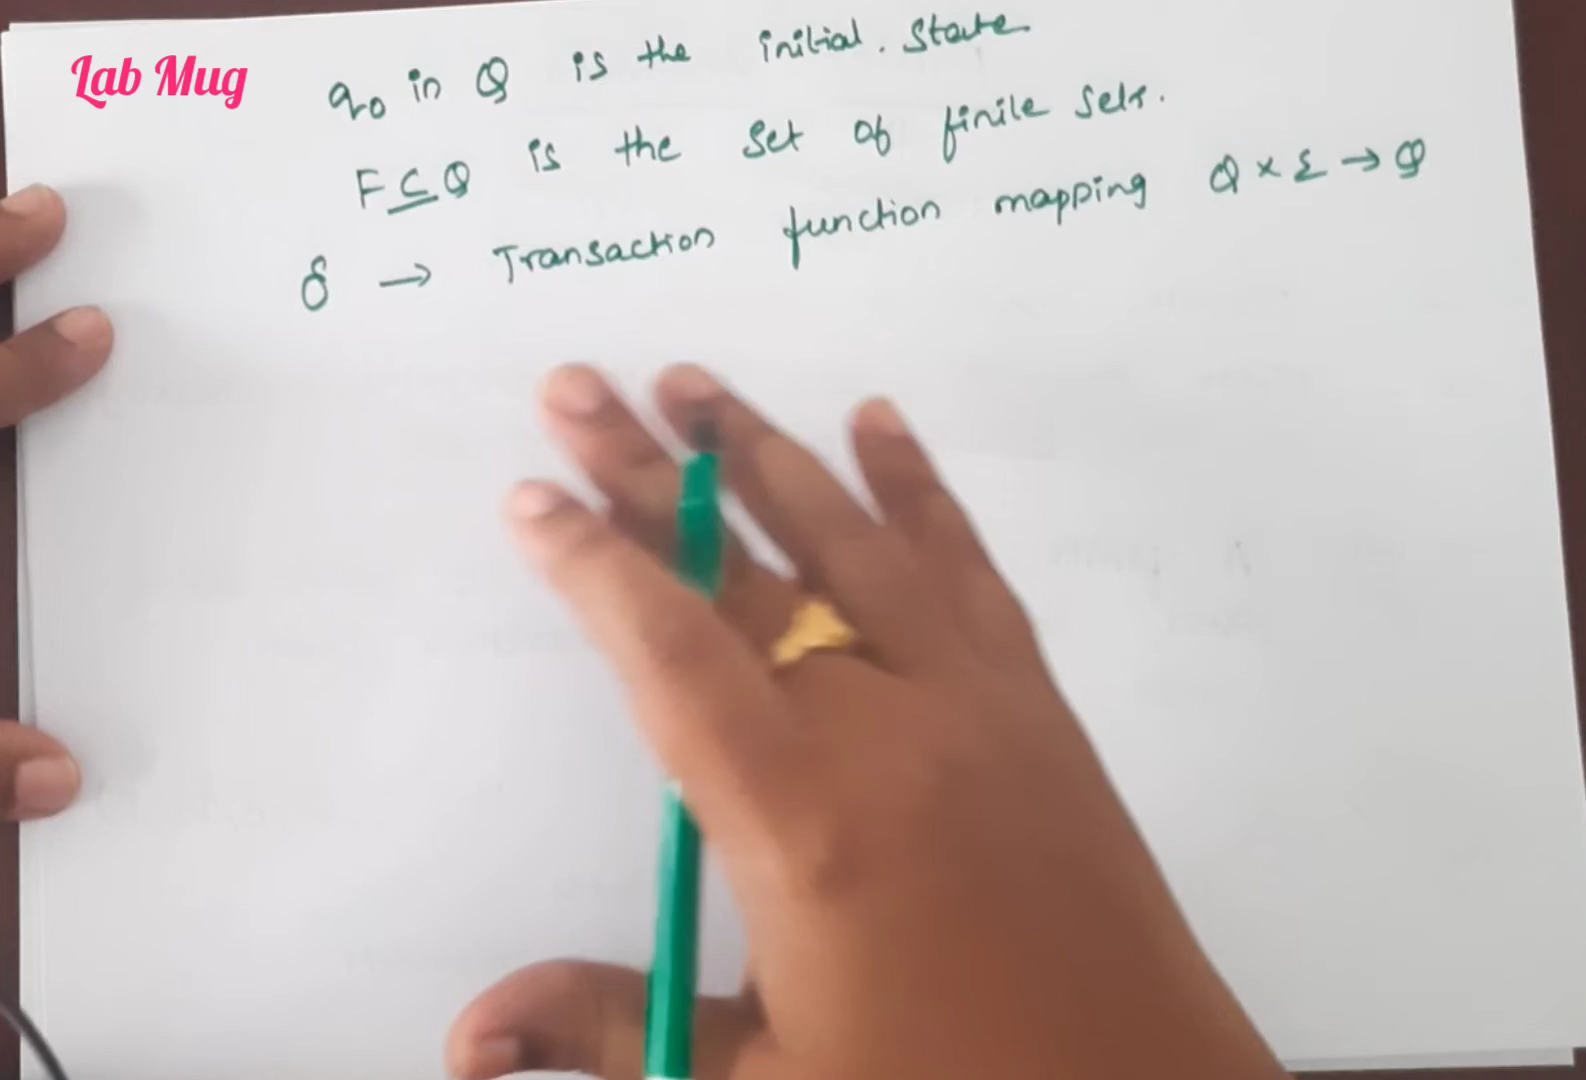 Lab Mug
q0 in Q is the initial state
F ⊆ Q is the set of finite sets.
δ → Transaction function mapping Q × Σ → Q